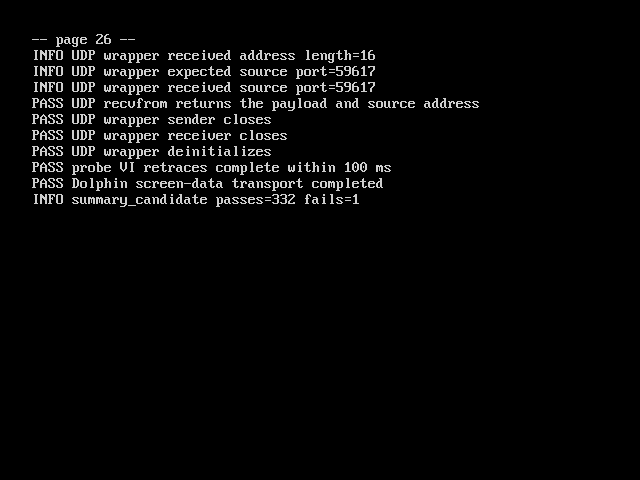 -- page 26 --
INFO UDP wrapper received address length=16
INFO UDP wrapper expected source port=59617
INFO UDP wrapper received source port=59617
PASS UDP recvfrom returns the payload and source address
PASS UDP wrapper sender closes
PASS UDP wrapper receiver closes
PASS UDP wrapper deinitializes
PASS probe VI retraces complete within 100 ms
PASS Dolphin screen-data transport completed
INFO summary_candidate passes=332 fails=1